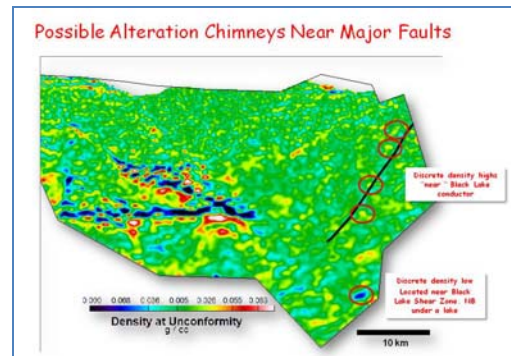 Possible Alteration Chimneys Near Major Faults
Discrete density highs
"near" Black Lake
conductor
Discrete density low
Located near Black
Lake Shear Zone. NB
under a lake
Density at Unconformity
g / cc
10 km